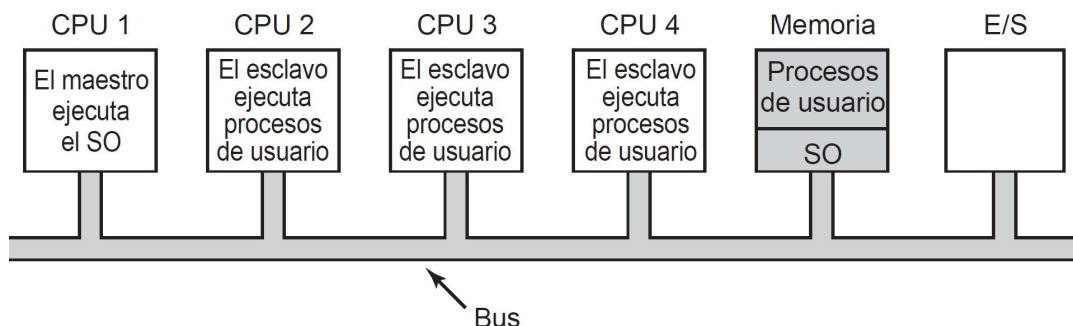 CPU 1
CPU 2
CPU 3
CPU 4
Memoria
E/S
El maestro
ejecuta
el SO
El esclavo
ejecuta
procesos
de usuario
El esclavo
ejecuta
procesos
de usuario
El esclavo
ejecuta
procesos
de usuario
Procesos
de usuario
SO
Bus